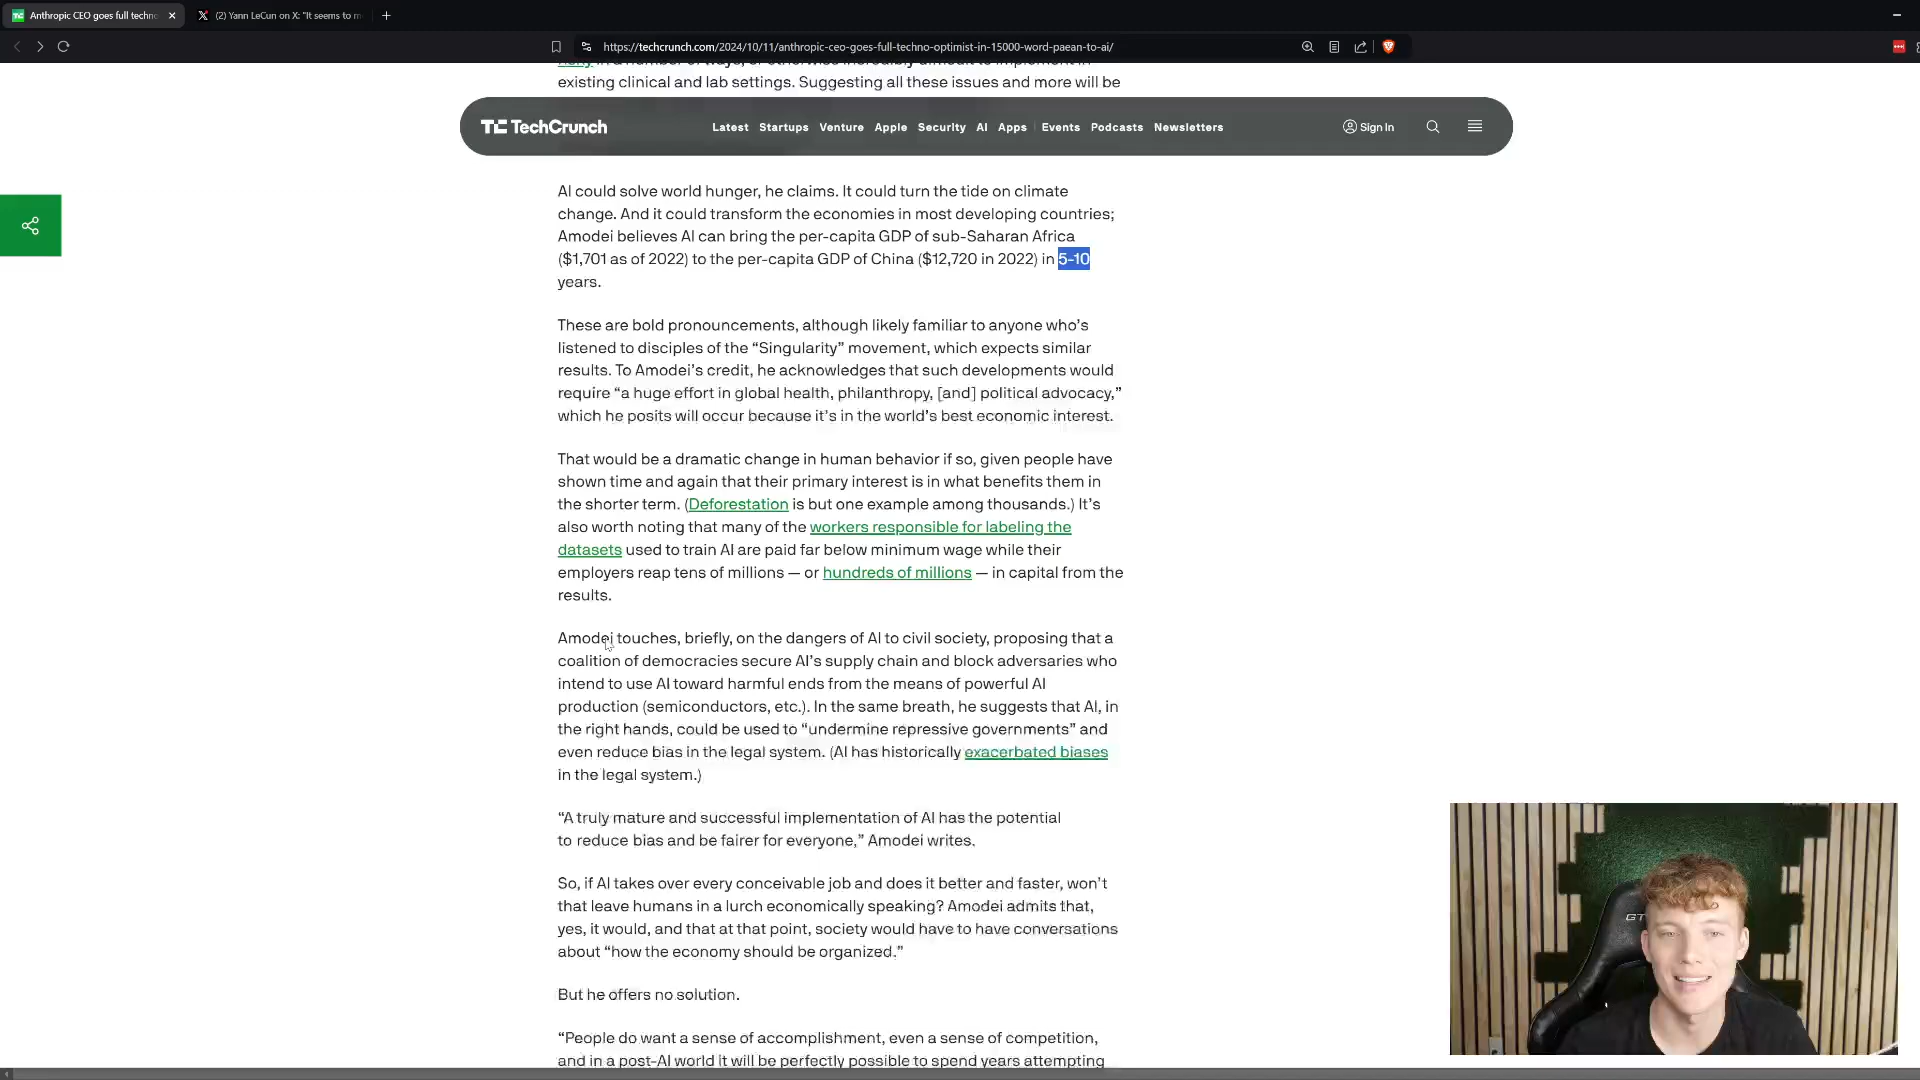 Anthropic CEO goes full techno
(2) Yann LeCun on X: "It seems to m
https://techcrunch.com/2024/10/11/anthropic-ceo-goes-full-techno-optimist-in-15000-word-paean-to-ai/
in a number of ways, or otherwise incredibly difficult to implement in
existing clinical and lab settings. Suggesting all these issues and more will be
TechCrunch
Latest Startups Venture Apple Security AI Apps Events Podcasts Newsletters
Sign In
AI could solve world hunger, he claims. It could turn the tide on climate
change. And it could transform the economies in most developing countries;
Amodei believes AI can bring the per-capita GDP of sub-Saharan Africa
($1,701 as of 2022) to the per-capita GDP of China ($12,720 in 2022) in 5-10
years.
These are bold pronouncements, although likely familiar to anyone who's
listened to disciples of the “Singularity” movement, which expects similar
results. To Amodei's credit, he acknowledges that such developments would
require “a huge effort in global health, philanthropy, [and] political advocacy,”
which he posits will occur because it's in the world's best economic interest.
That would be a dramatic change in human behavior if so, given people have
shown time and again that their primary interest is in what benefits them in
the shorter term. (Deforestation is but one example among thousands.) It's
also worth noting that many of the workers responsible for labeling the
datasets used to train AI are paid far below minimum wage while their
employers reap tens of millions — or hundreds of millions — in capital from the
results.
Amodei touches, briefly, on the dangers of AI to civil society, proposing that a
coalition of democracies secure AI's supply chain and block adversaries who
intend to use AI toward harmful ends from the means of powerful AI
production (semiconductors, etc.). In the same breath, he suggests that AI, in
the right hands, could be used to “undermine repressive governments” and
even reduce bias in the legal system. (AI has historically exacerbated biases
in the legal system.)
“A truly mature and successful implementation of AI has the potential
to reduce bias and be fairer for everyone,” Amodei writes.
So, if AI takes over every conceivable job and does it better and faster, won't
that leave humans in a lurch economically speaking? Amodei admits that,
yes, it would, and that at that point, society would have to have conversations
about “how the economy should be organized.”
But he offers no solution.
“People do want a sense of accomplishment, even a sense of competition,
and in a post-AI world it will be perfectly possible to spend years attempting